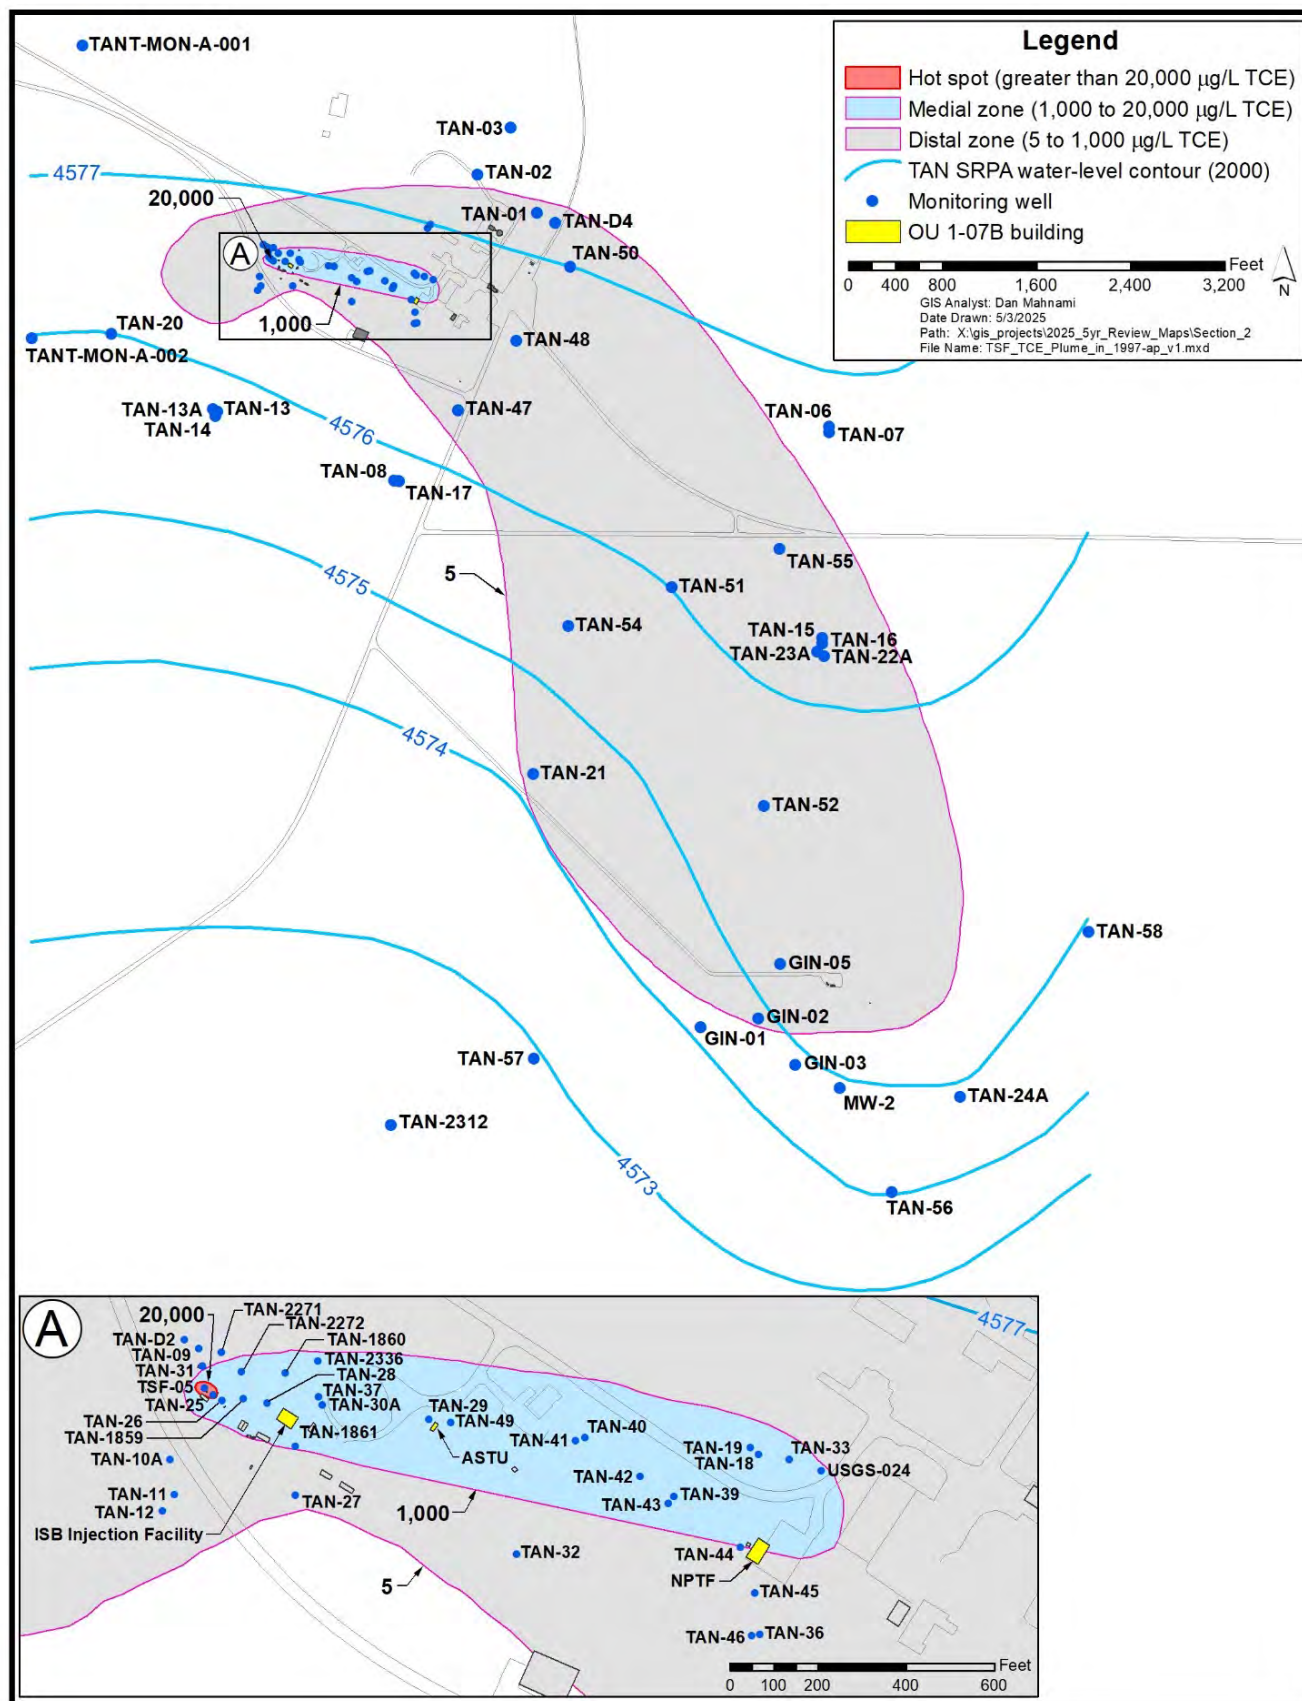 TANT-MON-A-001
Legend
Hot spot (greater than 20,000 µg/L TCE)
Medial zone (1,000 to 20,000 µg/L TCE)
Distal zone (5 to 1,000 µg/L TCE)
TAN SRPA water-level contour (2000)
Monitoring well
OU 1-07B building
Feet
0 400 800 1,600 2,400 3,200
N
GIS Analyst: Dan Mahnami
Date Drawn: 5/3/2025
Path: X:\gis_projects\2025_5yr_Review_Maps\Section_2
File Name: TSF_TCE_Plume_in_1997-ap_v1.mxd
TAN-03
4577
TAN-02
20,000
TAN-01
TAN-D4
A
TAN-50
1,000
TAN-20
TANT-MON-A-002
TAN-48
TAN-13A
TAN-13
TAN-14
TAN-47
TAN-06
TAN-07
4576
TAN-08
TAN-17
TAN-55
4575
5
TAN-51
TAN-54
TAN-15
TAN-16
TAN-23A
TAN-22A
4574
TAN-21
TAN-52
TAN-58
GIN-05
GIN-02
GIN-01
TAN-57
GIN-03
MW-2
TAN-24A
TAN-2312
4573
TAN-56
A
20,000
TAN-2271
TAN-2272
TAN-1860
TAN-D2
TAN-09
TAN-31
TSF-05
TAN-25
TAN-26
TAN-1859
TAN-2336
TAN-28
TAN-37
TAN-30A
TAN-1861
TAN-29
TAN-49
ASTU
TAN-40
TAN-41
TAN-19
TAN-18
TAN-33
USGS-024
TAN-10A
TAN-42
TAN-39
TAN-43
TAN-11
TAN-12
TAN-27
1,000
ISB Injection Facility
TAN-32
5
TAN-44
NPTF
TAN-45
TAN-46
TAN-36
4577
Feet
0 100 200 400 600